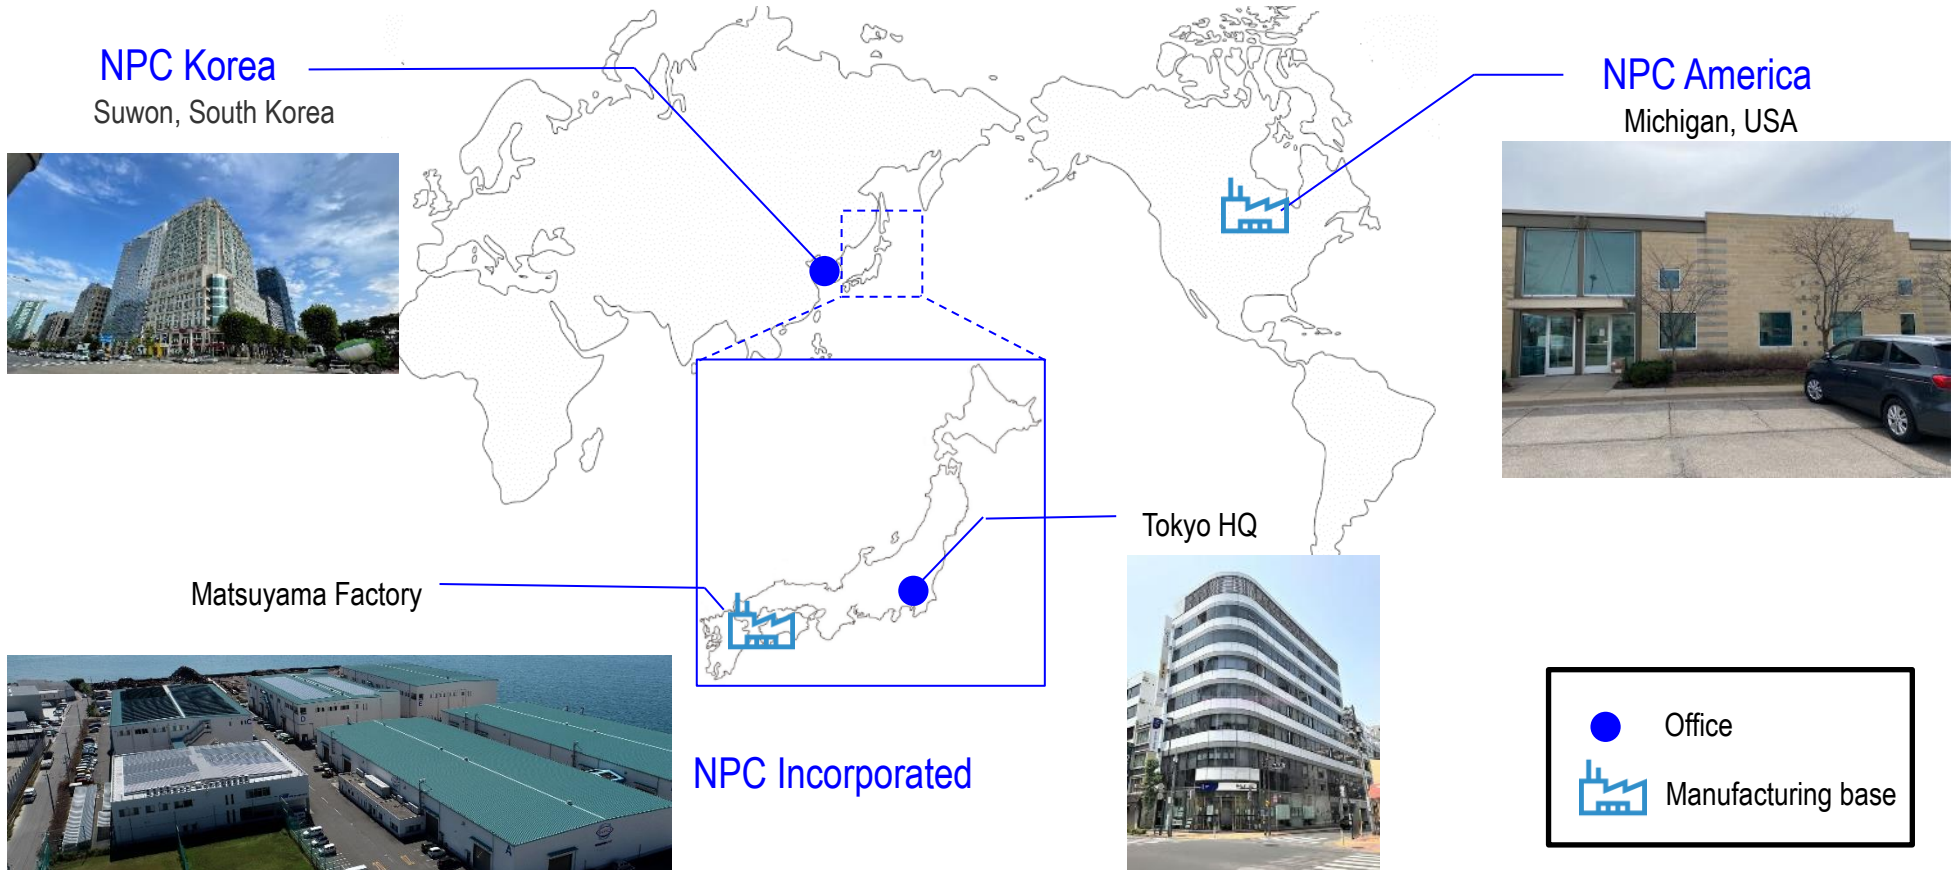 NPC Korea
Suwon, South Korea
NPC America
Michigan, USA
Tokyo HQ
Matsuyama Factory
NPC Incorporated
Office
Manufacturing base
A